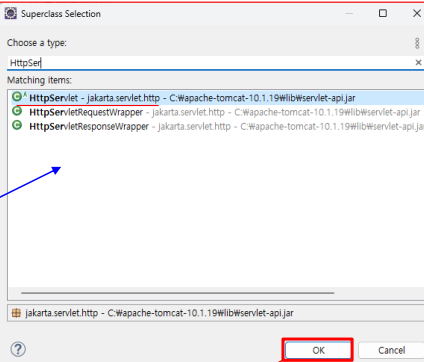 Superclass Selection
Choose a type:
HttpSer
Matching items:
HttpServlet - jakarta.servlet.http - C:₩apache-tomcat-10.1.19₩lib₩servlet-api.jar
HttpServletRequestWrapper - jakarta.servlet.http - C:₩apache-tomcat-10.1.19₩lib₩servlet-api.jar
HttpServletResponseWrapper - jakarta.servlet.http - C:₩apache-tomcat-10.1.19₩lib₩servlet-api.jar
jakarta.servlet.http - C:₩apache-tomcat-10.1.19₩lib₩servlet-api.jar
OK
Cancel